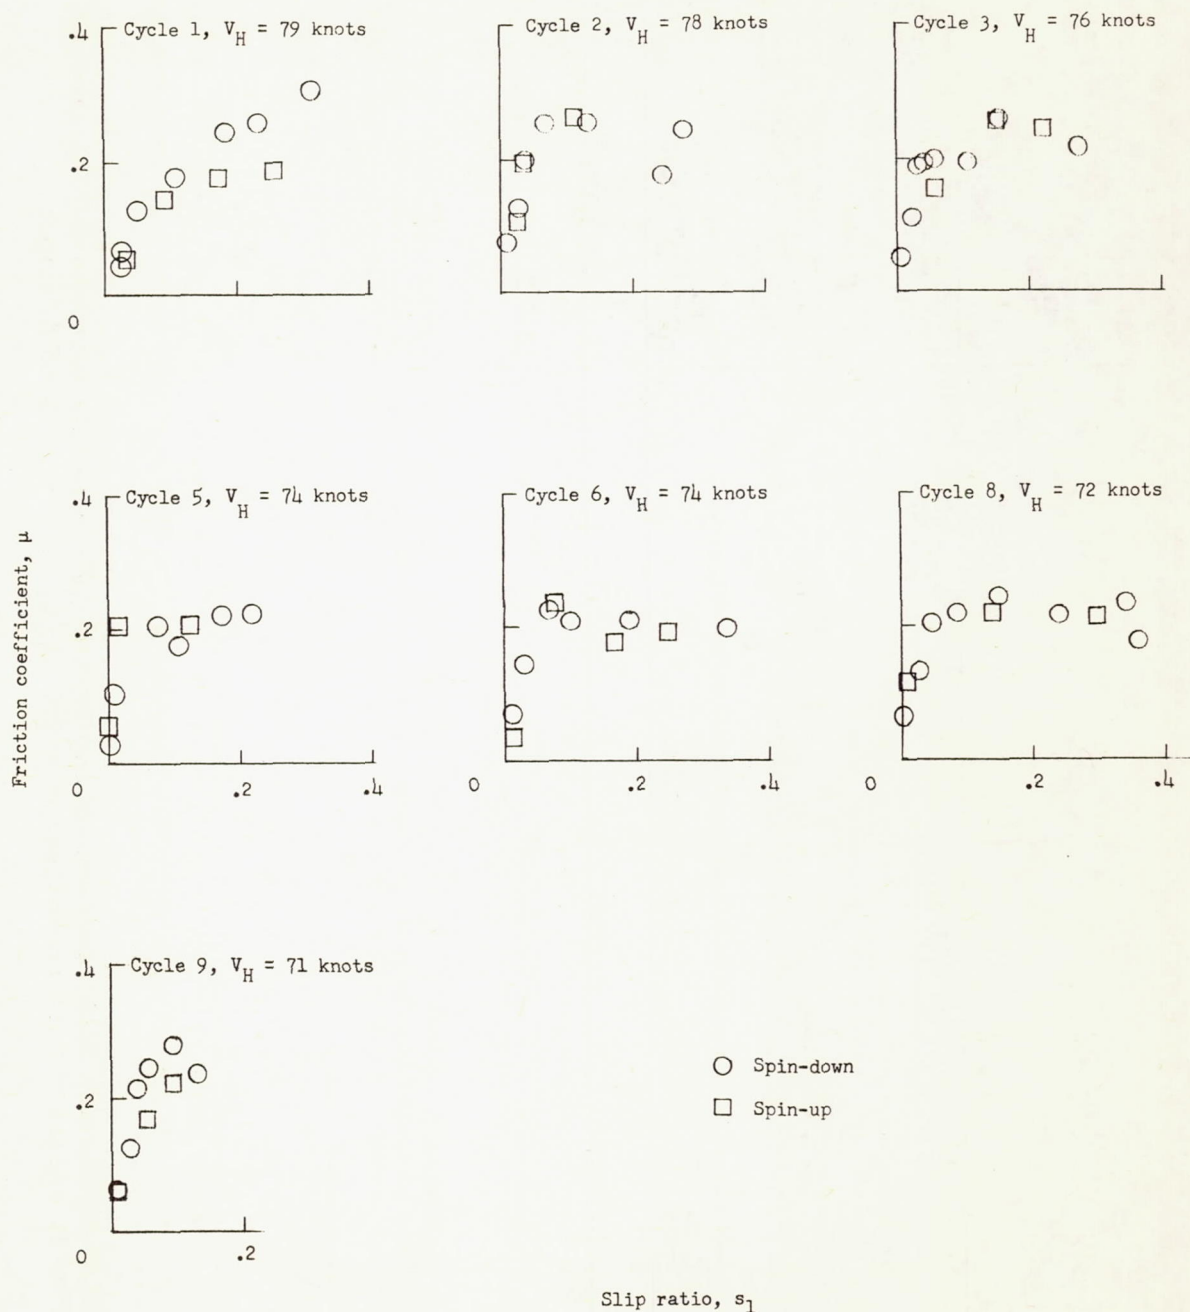 Cycle 1, V_H = 79 knots
Cycle 2, V_H = 78 knots
Cycle 3, V_H = 76 knots
.4
.2
0
Cycle 5, V_H = 74 knots
Cycle 6, V_H = 74 knots
Cycle 8, V_H = 72 knots
.4
.2
0
.2
.4
0
.2
.4
0
.2
.4
Friction coefficient, μ
Cycle 9, V_H = 71 knots
.4
.2
0
.2
Spin-down
Spin-up
Slip ratio, s₁